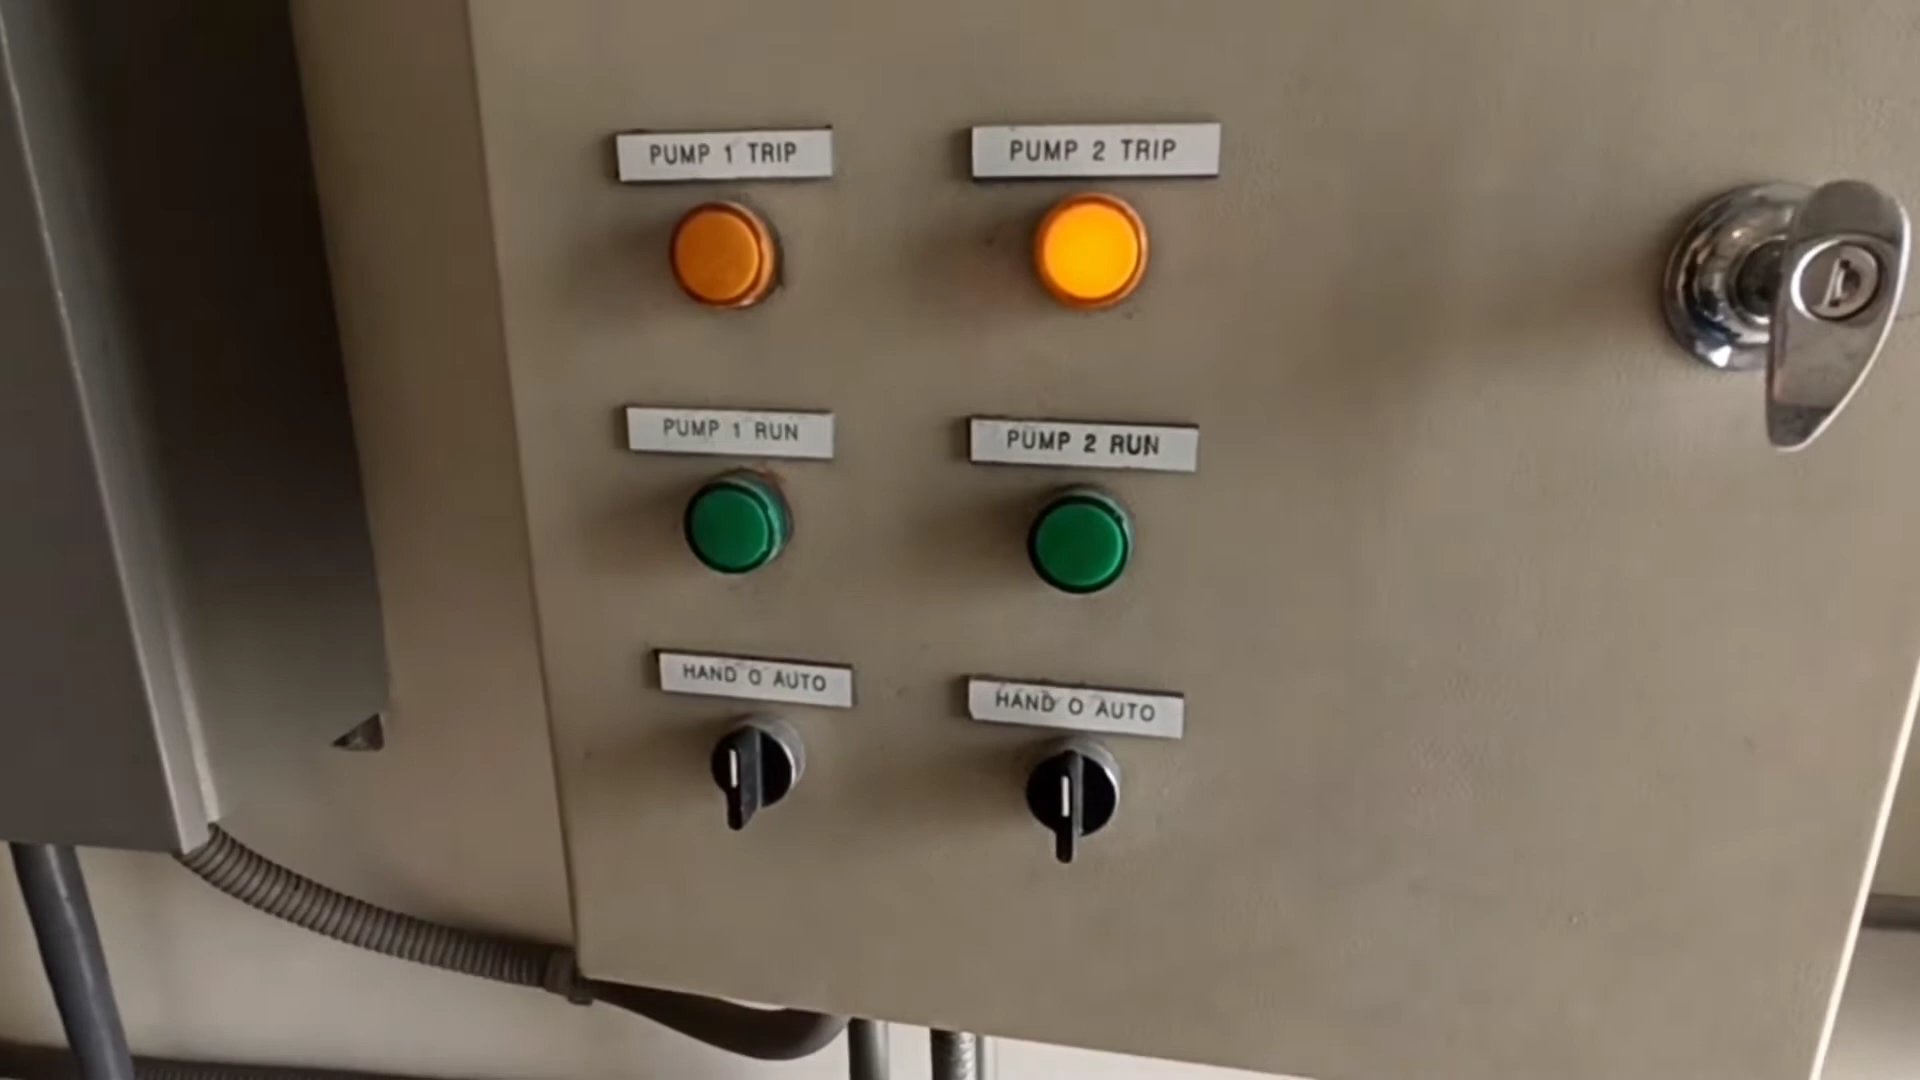 PUMP 1 TRIP
PUMP 2 TRIP
PUMP 1 RUN
PUMP 2 RUN
HAND O AUTO
HAND O AUTO